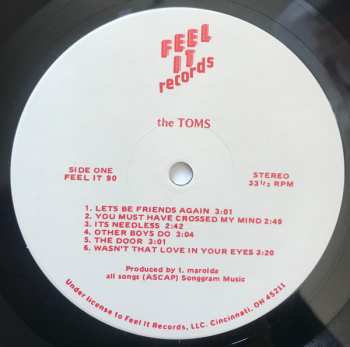 FEEL
IT
records
the TOMS
SIDE ONE
FEEL IT 90
STEREO
33 1/3 RPM
1. LETS BE FRIENDS AGAIN 3:01
2. YOU MUST HAVE CROSSED MY MIND 2:49
3. ITS NEEDLESS 2:42
4. OTHER BOYS DO 3:04
5. THE DOOR 3:01
6. WASN'T THAT LOVE IN YOUR EYES 3:20
Produced by t. marolda
all songs (ASCAP) Songgram Music
Under license to Feel It Records, LLC. Cincinnati, OH 45211